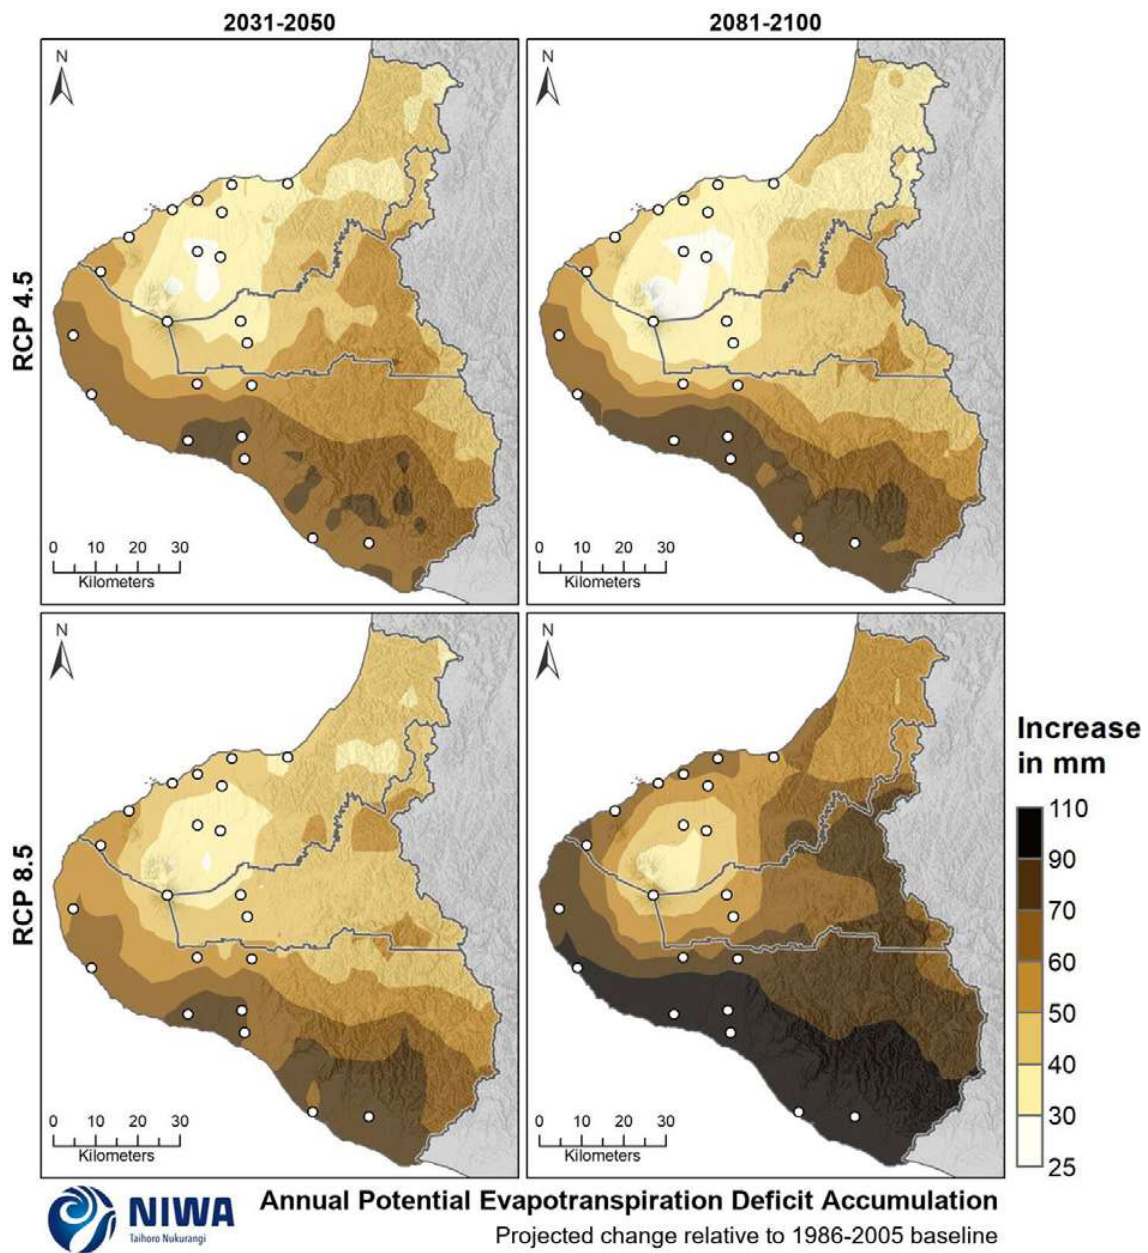 2031-2050
2081-2100
RCP 4.5
N
0 10 20 30
Kilometers
N
0 10 20 30
Kilometers
RCP 8.5
N
0 10 20 30
Kilometers
N
0 10 20 30
Kilometers
Increase
in mm
110
90
70
60
50
40
30
25
NIWA
Taihoro Nukurangi
Annual Potential Evapotranspiration Deficit Accumulation
Projected change relative to 1986-2005 baseline